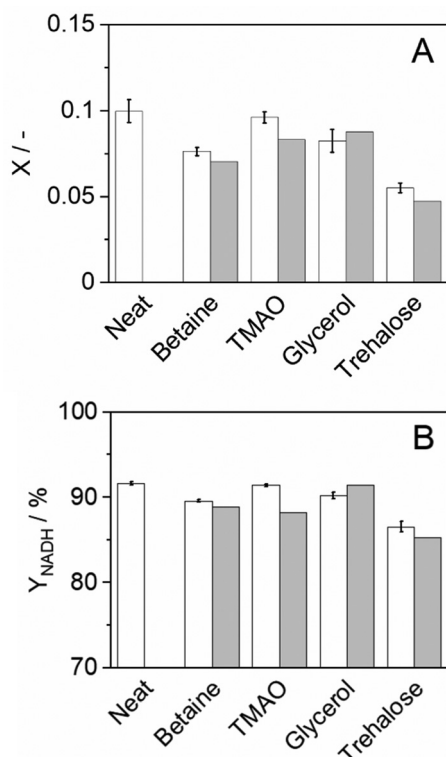 A
X / -
0.15
0.1
0.05
0
Neat
Betaine
TMAO
Glycerol
Trehalose
B
Y_NADH / %
100
90
80
70
Neat
Betaine
TMAO
Glycerol
Trehalose